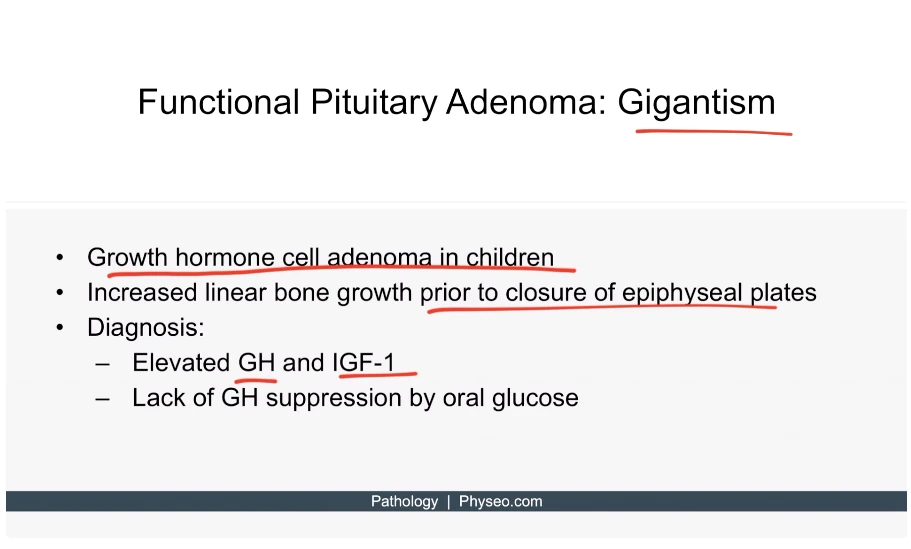 Functional Pituitary Adenoma: Gigantism
• Growth hormone cell adenoma in children
• Increased linear bone growth prior to closure of epiphyseal plates
• Diagnosis:
– Elevated GH and IGF-1
– Lack of GH suppression by oral glucose
Pathology | Physeo.com